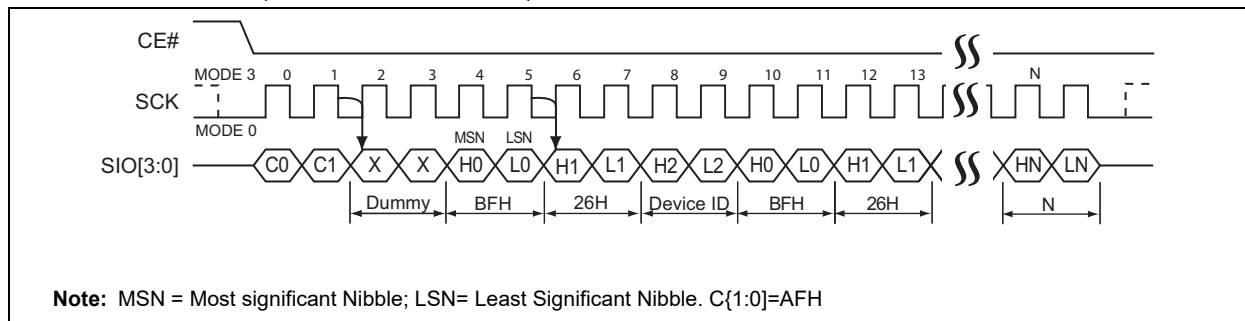 CE#
MODE 3 0 1 2 3 4 5 6 7 8 9 10 11 12 13 N
SCK
MODE 0
MSN LSN
SIO[3:0] C0 C1 X X H0 L0 H1 L1 H2 L2 H0 L0 H1 L1 HN LN
Dummy BFH 26H Device ID BFH 26H N
Note: MSN = Most significant Nibble; LSN= Least Significant Nibble. C{1:0]=AFH